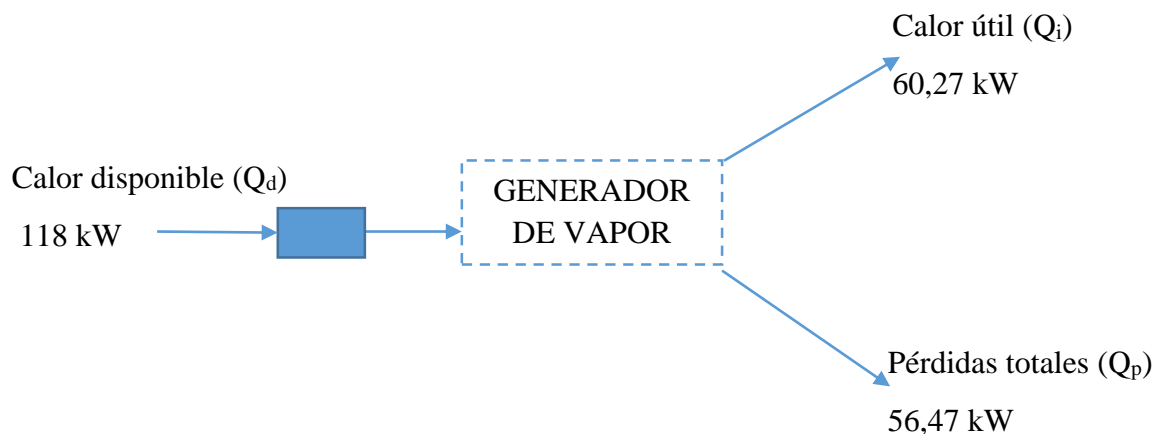 Calor útil (Qi)
60,27 kW
Calor disponible (Qd)
118 kW
GENERADOR
DE VAPOR
Pérdidas totales (Qp)
56,47 kW